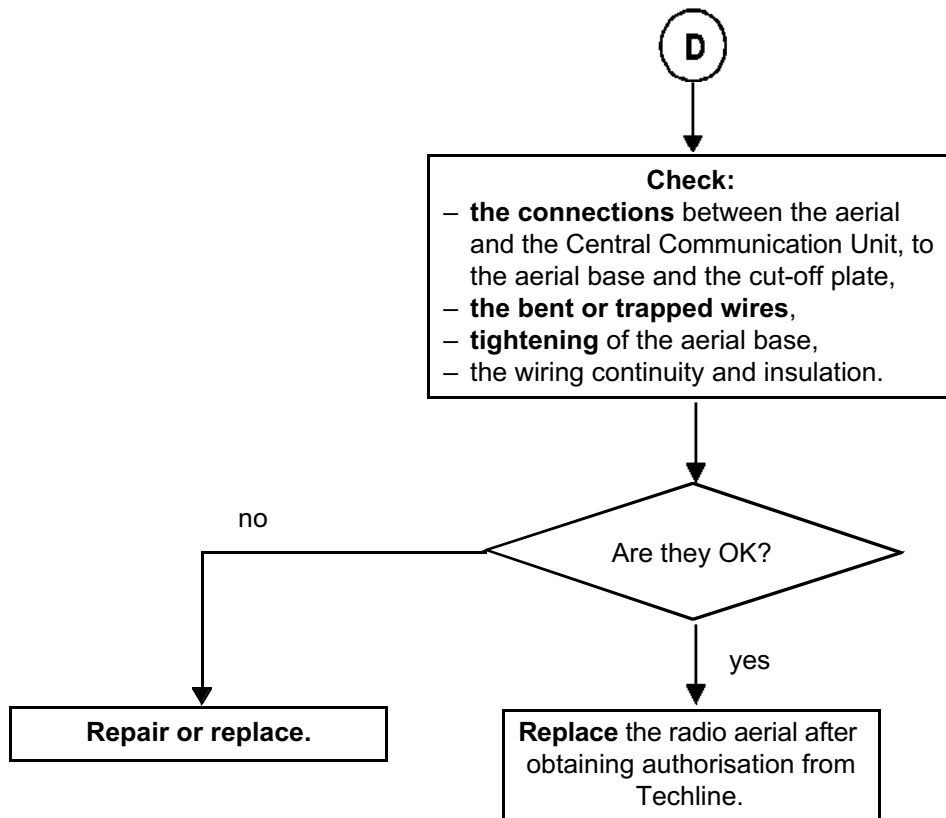 D
Check:
– the connections between the aerial
and the Central Communication Unit, to
the aerial base and the cut-off plate,
– the bent or trapped wires,
– tightening of the aerial base,
– the wiring continuity and insulation.
no
Are they OK?
yes
Repair or replace.
Replace the radio aerial after
obtaining authorisation from
Techline.